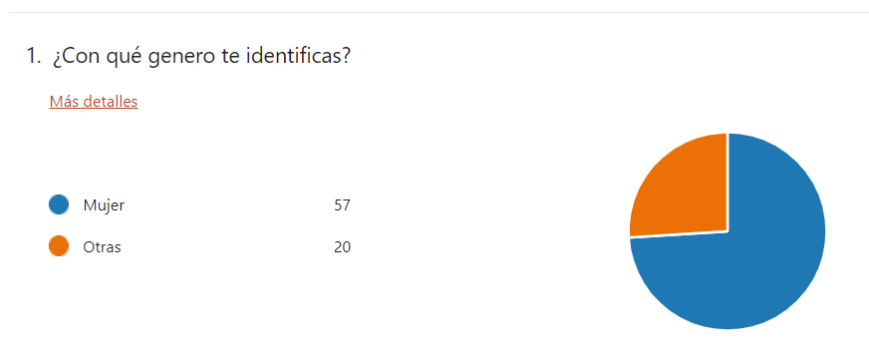 1. ¿Con qué genero te identificas?
Más detalles
Mujer 57
Otras 20